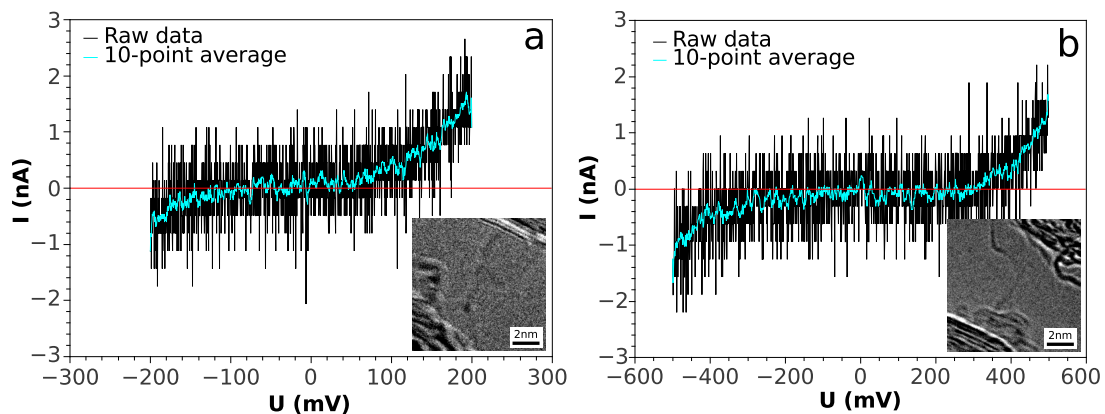 a
— Raw data
— 10-point average
3
2
1
0
−1
−2
−3
I (nA)
−300 −200 −100 0 100 200 300
U (mV)
2nm
b
— Raw data
— 10-point average
3
2
1
0
−1
−2
−3
I (nA)
−600 −400 −200 0 200 400 600
U (mV)
2nm